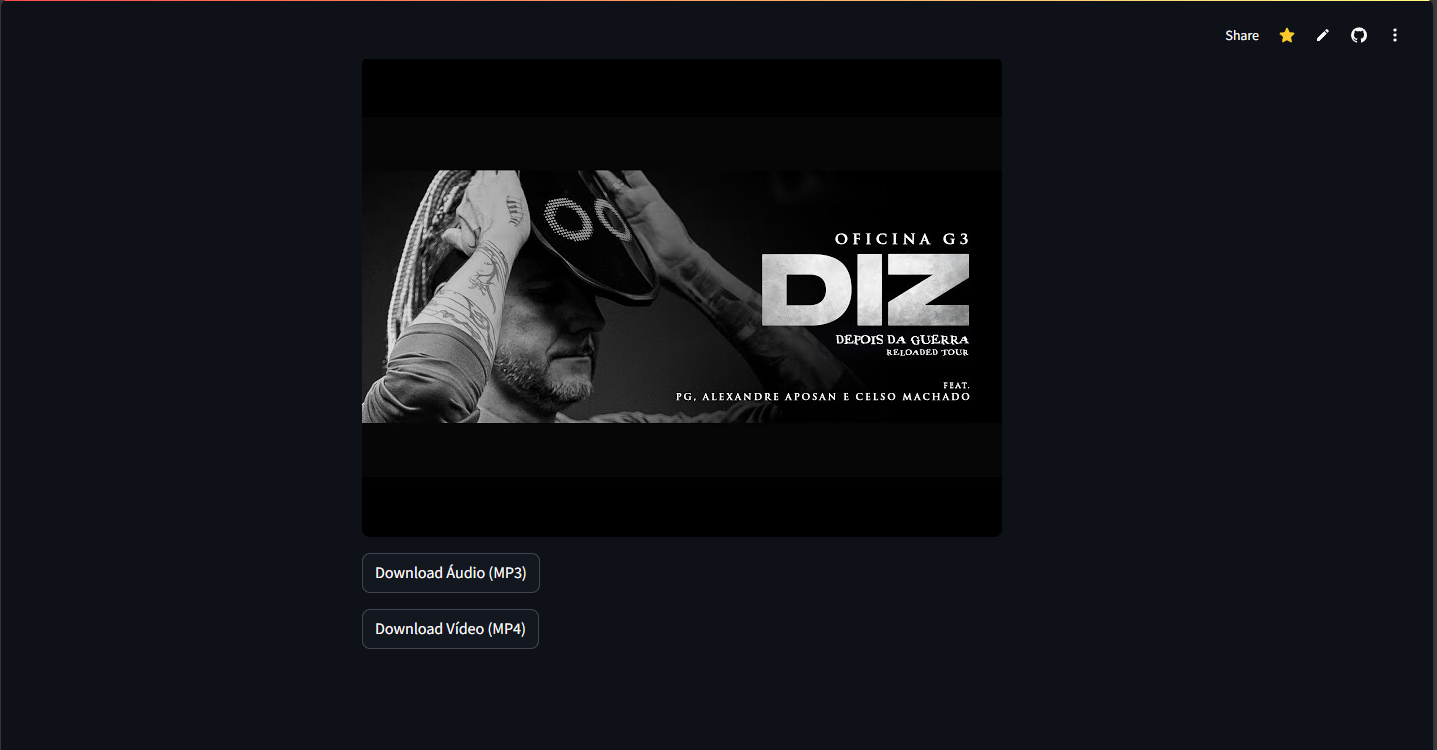 Share
OFICINA G3
DIZ
DEPOIS DA GUERRA
RELOADED TOUR
FEAT.
PG, ALEXANDRE APOSAN E CELSO MACHADO
Download Áudio (MP3)
Download Vídeo (MP4)